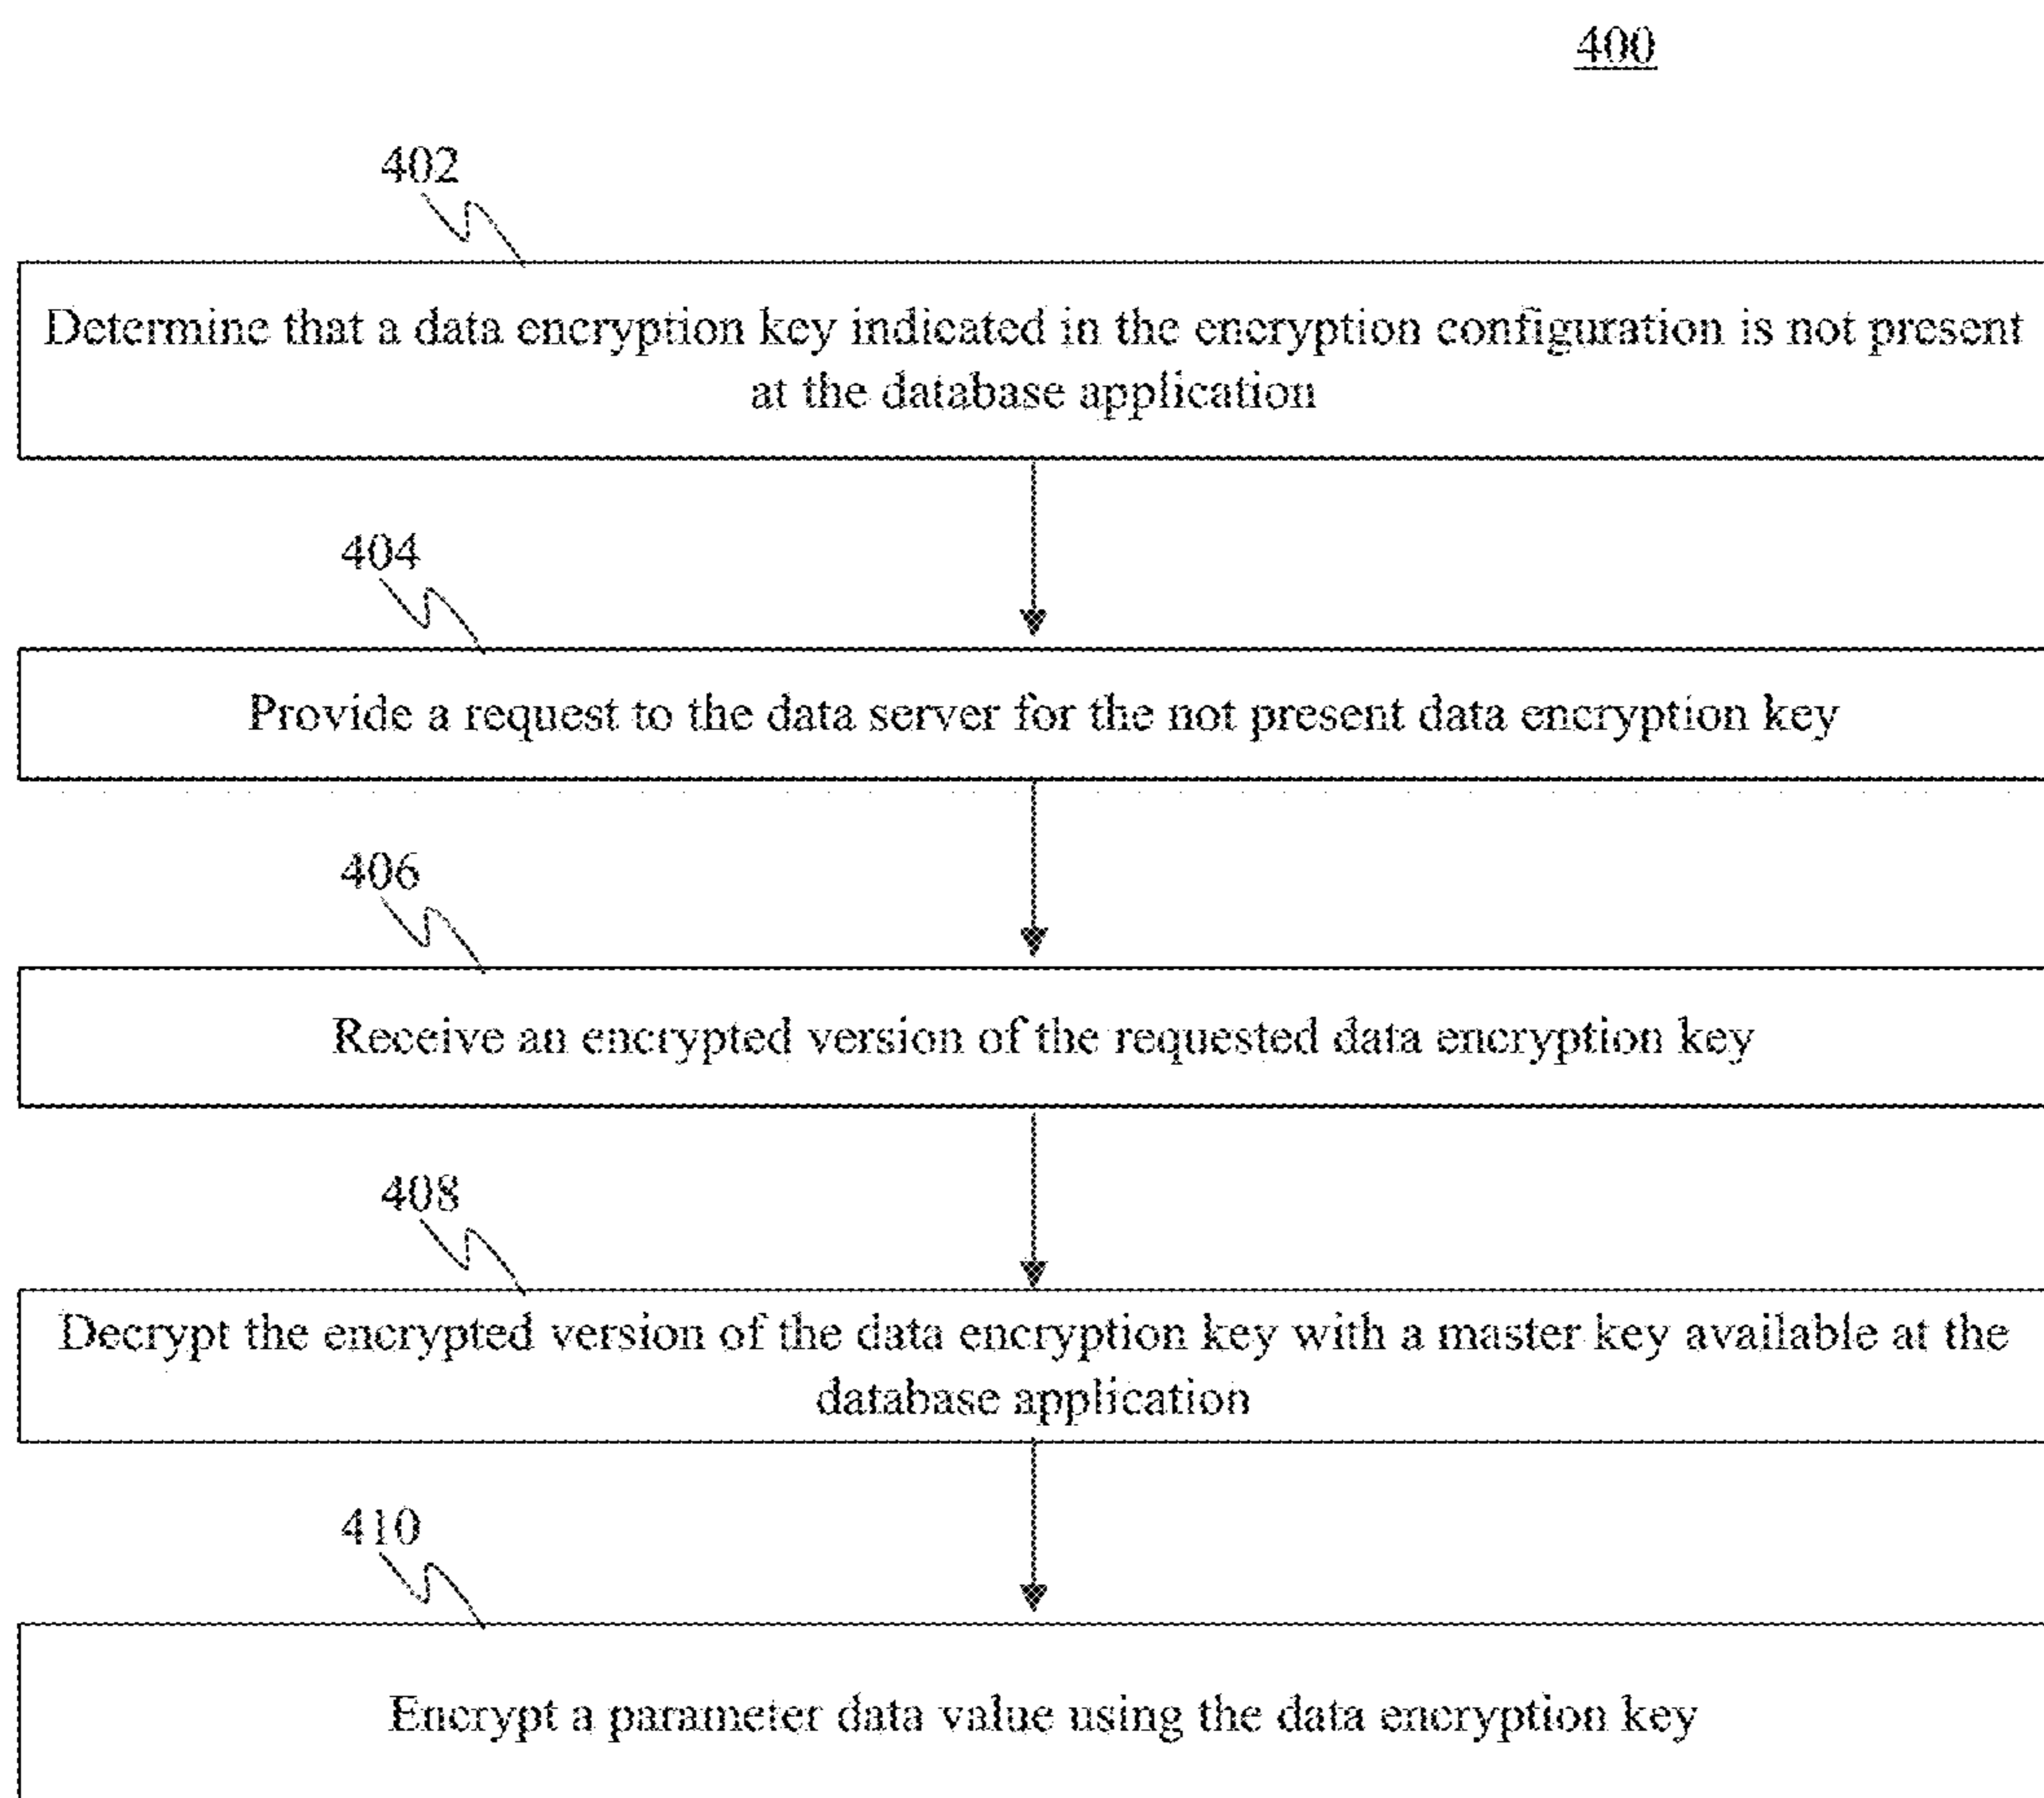 400
402
Determine that a data encryption key indicated in the encryption configuration is not present
at the database application
404
Provide a request to the data server for the not present data encryption key
406
Receive an encrypted version of the requested data encryption key
408
Decrypt the encrypted version of the data encryption key with a master key available at the
database application
410
Encrypt a parameter data value using the data encryption key